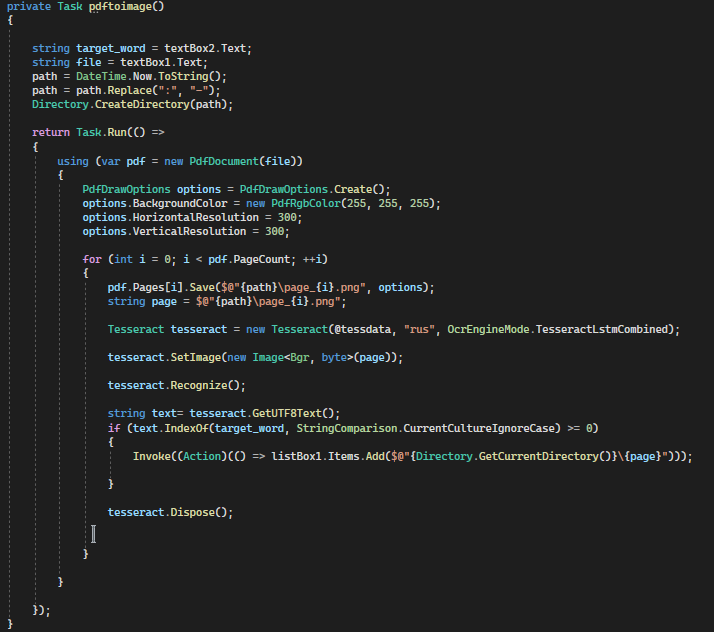 private Task pdftoimage()
{
string target_word = textBox2.Text;
string file = textBox1.Text;
path = DateTime.Now.ToString();
path = path.Replace(":", "-");
Directory.CreateDirectory(path);
return Task.Run(() =>
{
using (var pdf = new PdfDocument(file))
{
PdfDrawOptions options = PdfDrawOptions.Create();
options.BackgroundColor = new PdfRgbColor(255, 255, 255);
options.HorizontalResolution = 300;
options.VerticalResolution = 300;
for (int i = 0; i < pdf.PageCount; ++i)
{
pdf.Pages[i].Save($@"{path}\page_{i}.png", options);
string page = $@"{path}\page_{i}.png";
Tesseract tesseract = new Tesseract(@tessdata, "rus", OcrEngineMode.TesseractLstmCombined);
tesseract.SetImage(new Image<Bgr, byte>(page));
tesseract.Recognize();
string text= tesseract.GetUTF8Text();
if (text.IndexOf(target_word, StringComparison.CurrentCultureIgnoreCase) >= 0)
{
Invoke((Action)(() => listBox1.Items.Add($@"{Directory.GetCurrentDirectory()}\{page}")));
}
tesseract.Dispose();
}
}
});
}